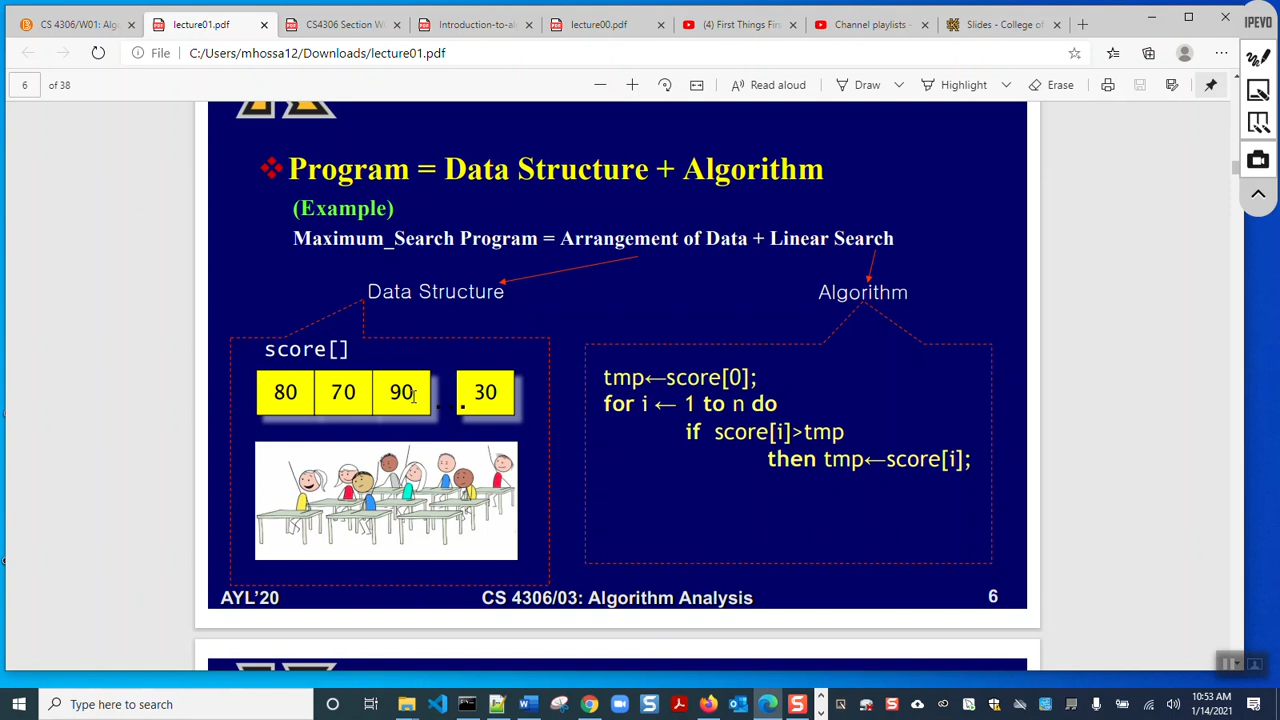 CS 4306/W01: Alg
lecture01.pdf
CS4306 Section W
Introduction-to-a
lecture00.pdf
(4) First Things Fir
Channel playlists -
Slides - College of
IPEVO
File
C:/Users/mhossa12/Downloads/lecture01.pdf
6 of 38
Read aloud
Draw
Highlight
Erase
Program = Data Structure + Algorithm
(Example)
Maximum_Search Program = Arrangement of Data + Linear Search
Data Structure
Algorithm
score[]
80 70 90 . . . 30
tmp←score[0];
for i ← 1 to n do
if score[i]>tmp
then tmp←score[i];
AYL'20
CS 4306/03: Algorithm Analysis
6
Type here to search
10:53 AM
1/14/2021